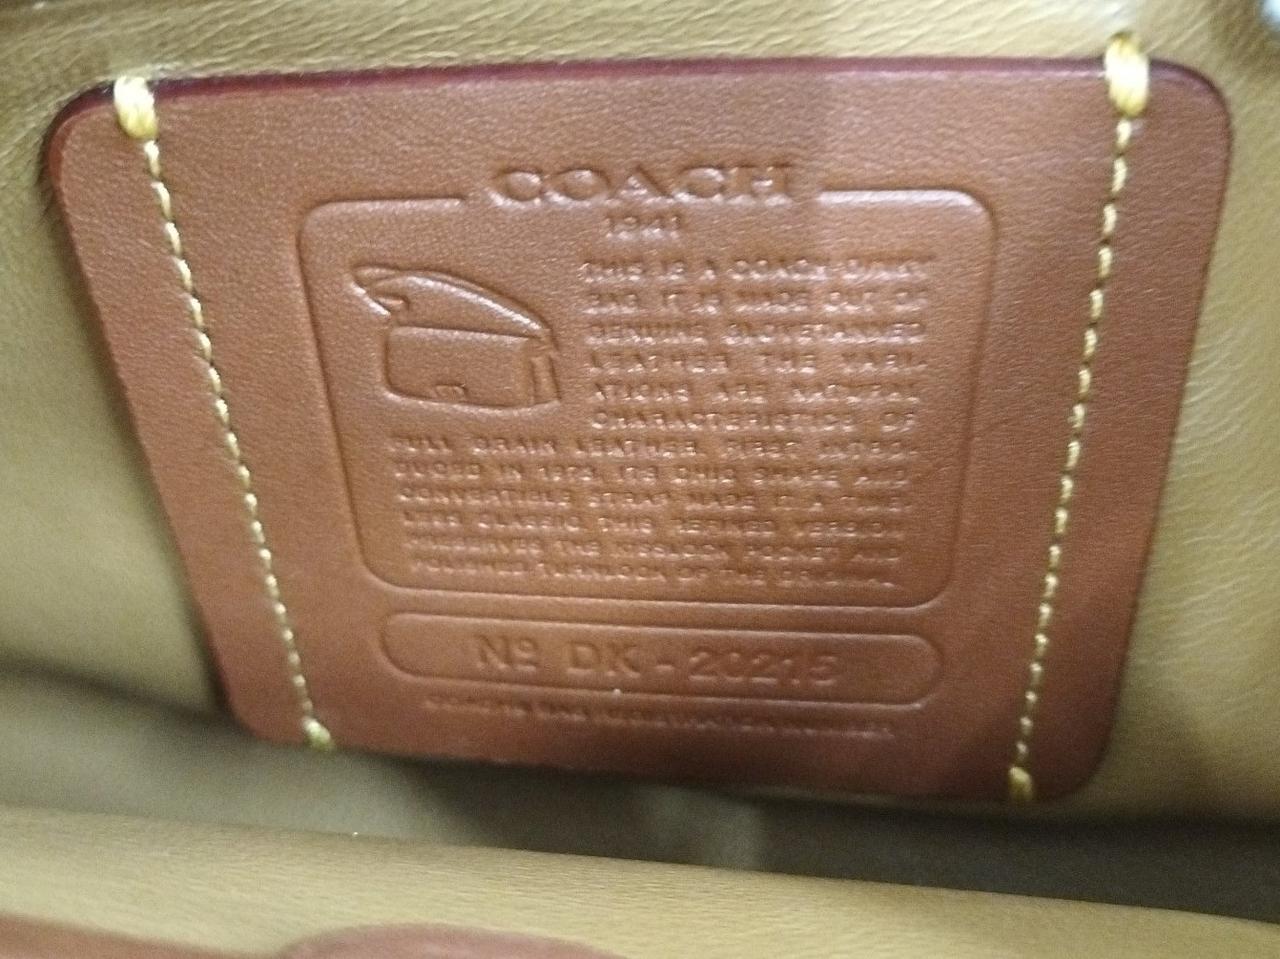 COACH
1941
THIS IS A COACH DINKY
BAG. IT IS MADE OUT OF
GENUINE GLOVETANNED
LEATHER. THE VARI-
ATIONS ARE NATURAL
CHARACTERISTICS OF
FULL GRAIN LEATHER. FIRST INTRO-
DUCED IN 1973, ITS CHIC SHAPE AND
CONVERTIBLE STRAP MADE IT A TIME-
LESS CLASSIC. THIS REFINED VERSION
PRESERVES THE KISSLOCK POCKET AND
POLISHED TURNLOCK OF THE ORIGINAL.
Nº DK - 20215